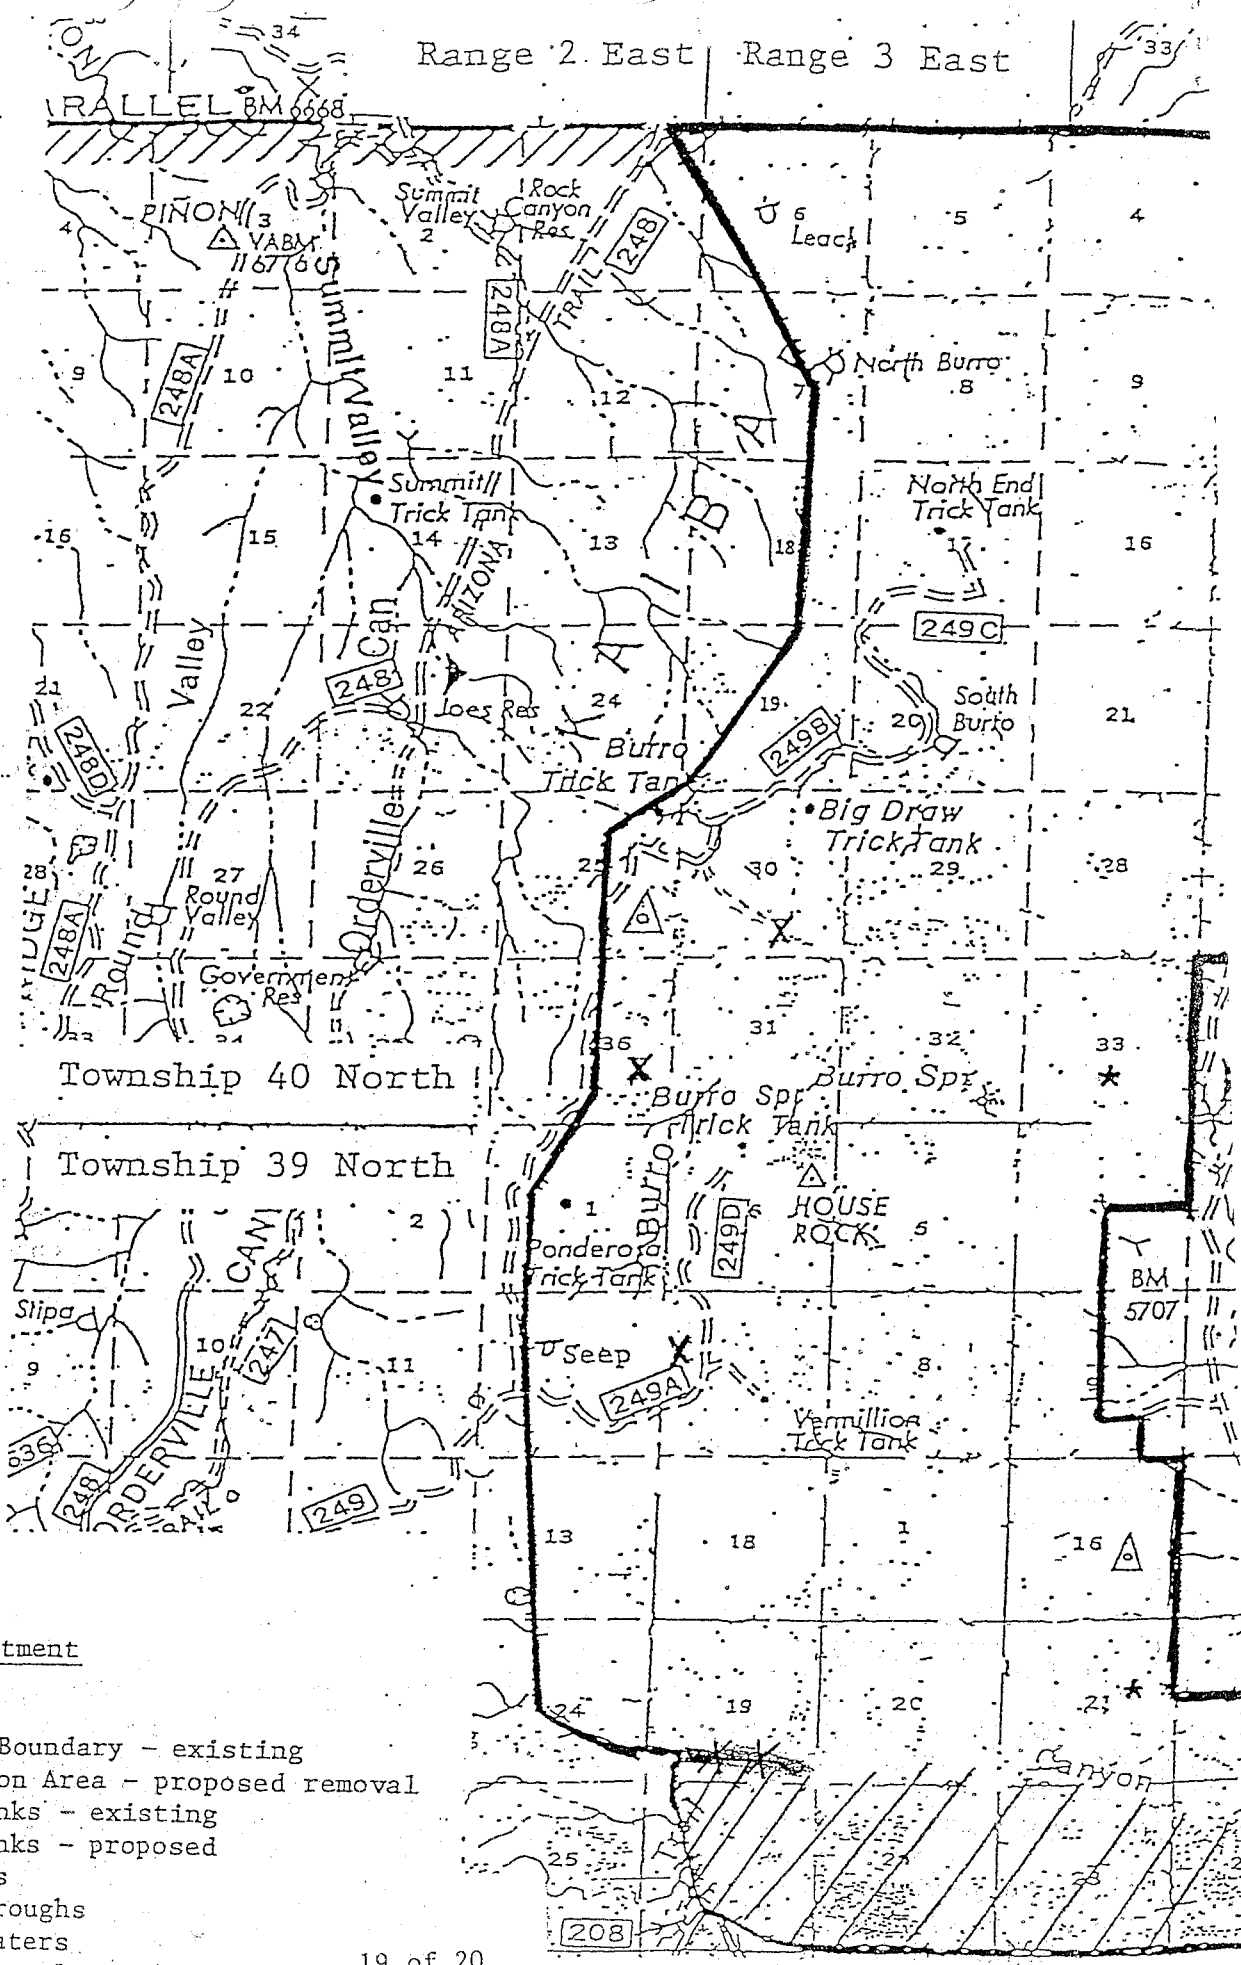 34
Range 2 East
Range 3 East
33
RALLEL BM 6668
Summit
Valley
2
Rock
Canyon
Res
248
4
PIÑON
3
VABM
6776
6
Leach
5
4
248A
TRAIL
Summit Valley
248A
9
10
11
12
7
North Burro
8
9
Summit
Trick Tank
North End
Trick Tank
16
15
14
13
18
17
16
ARIZONA
B
A
249C
Valley
Can
248
21
22
Joes Res
24
19
South
Burro
20
21
248D
249B
Burro
Trick Tank
Big Draw
Trick Tank
Orderville
28
27
Round
Valley
26
25
30
29
28
248A
Round
Government
Res
33
36
31
32
33
Township 40 North
Burro Spr
Trick Tank
Burro Spr
Township 39 North
2
1
Burro
249D
6
HOUSE
ROCK
5
CAN
Ponderosa
Trick Tank
BM
5707
Slipa
9
10
247
11
Seep
249A
8
Vermillion
Trick Tank
636
248
ORDERVILLE
249
13
18
1
16
tment
24
19
20
21
Boundary - existing
on Area - proposed removal
nks - existing
nks - proposed
s
roughs
aters
Canyon
25
208
19 of 20